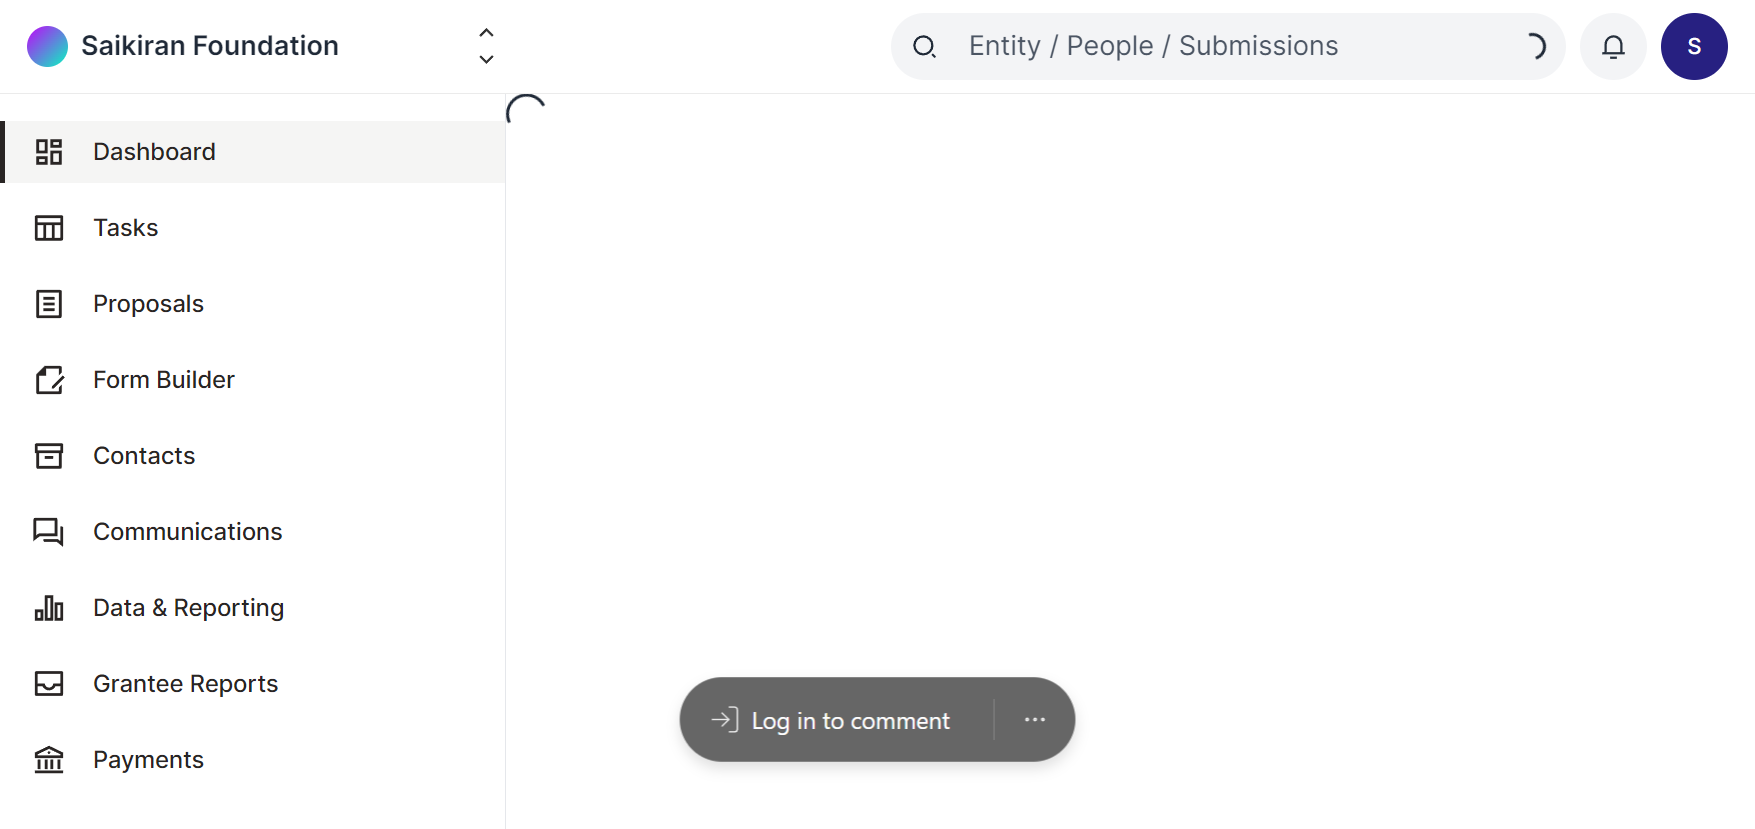 Saikiran Foundation
Entity / People / Submissions
S
Dashboard
Tasks
Proposals
Form Builder
Contacts
Communications
Data & Reporting
Grantee Reports
Payments
Log in to comment